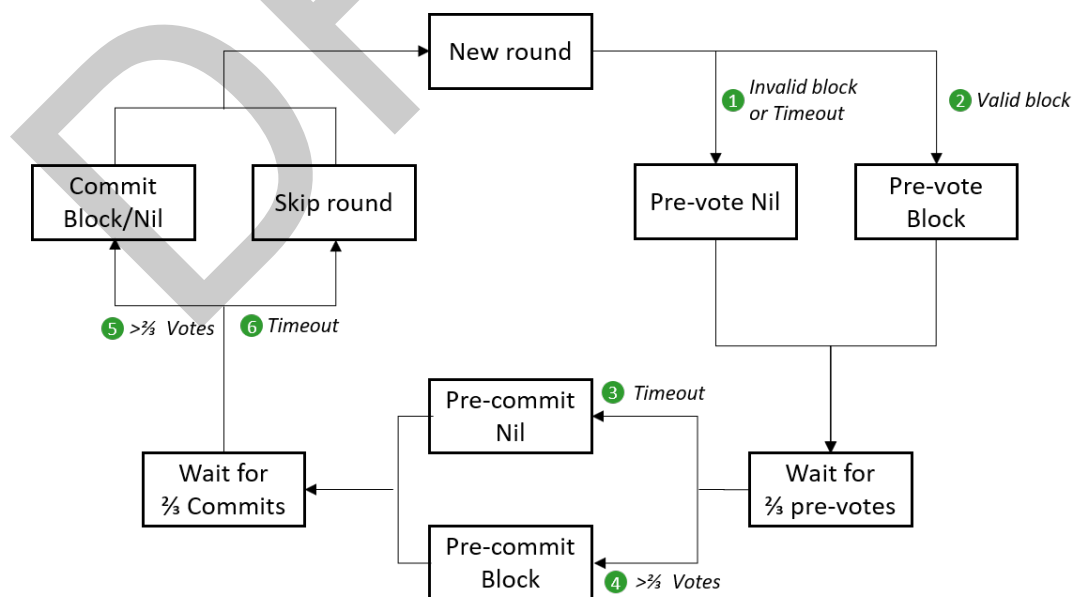 New round
1 Invalid block
or Timeout
2 Valid block
Commit
Block/Nil
Skip round
Pre-vote Nil
Pre-vote
Block
5 >⅔ Votes
6 Timeout
3 Timeout
Pre-commit
Nil
Wait for
⅔ Commits
Wait for
⅔ pre-votes
Pre-commit
Block
4 >⅔ Votes